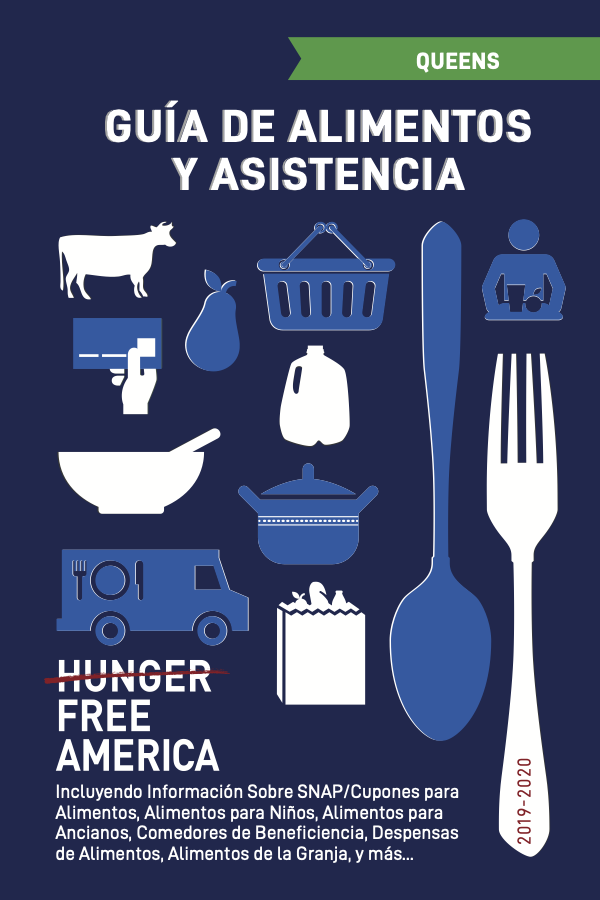 QUEENS
GUÍA DE ALIMENTOS
Y ASISTENCIA
HUNGER
FREE
AMERICA
Incluyendo Información Sobre SNAP/Cupones para
Alimentos, Alimentos para Niños, Alimentos para
Ancianos, Comedores de Beneficiencia, Despensas
de Alimentos, Alimentos de la Granja, y más...
2019-2020